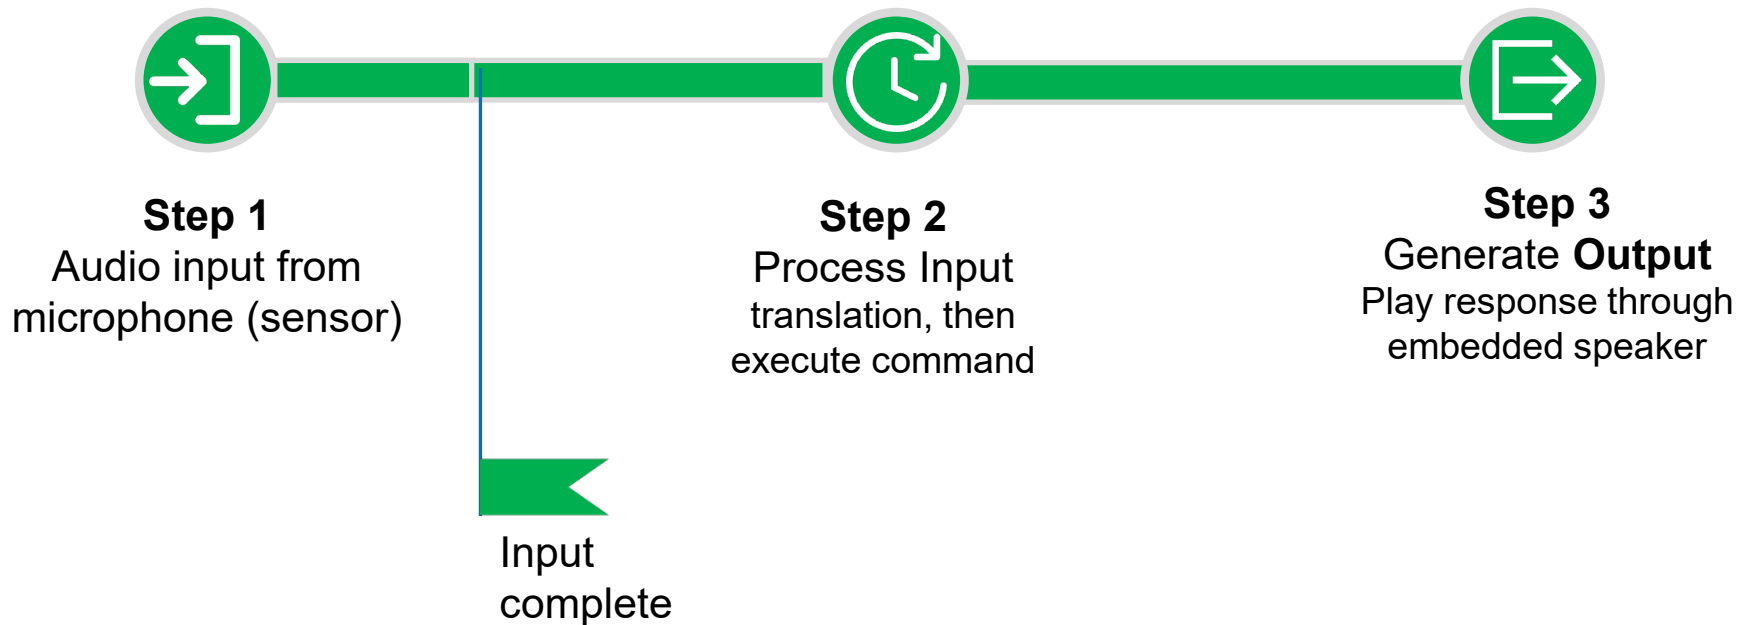 Step 1
Audio input from
microphone (sensor)
Step 2
Process Input
translation, then
execute command
Step 3
Generate Output
Play response through
embedded speaker
Input
complete